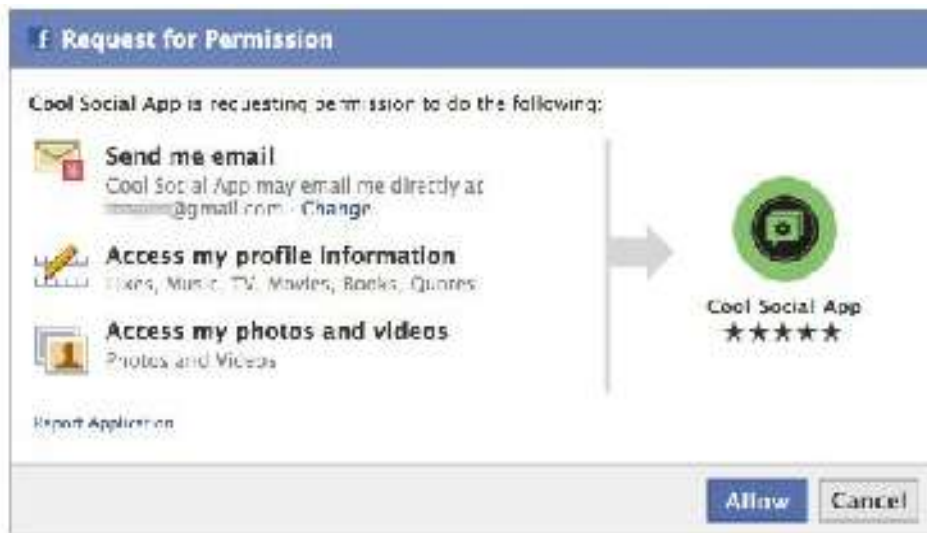 Request for Permission
Cool Social App is requesting permission to do the following:
Send me email
Cool Social App may email me directly at
@gmail.com · Change
Access my profile information
Likes, Music, TV, Movies, Books, Quotes
Access my photos and videos
Photos and Videos
Cool Social App
Report Application
Allow
Cancel